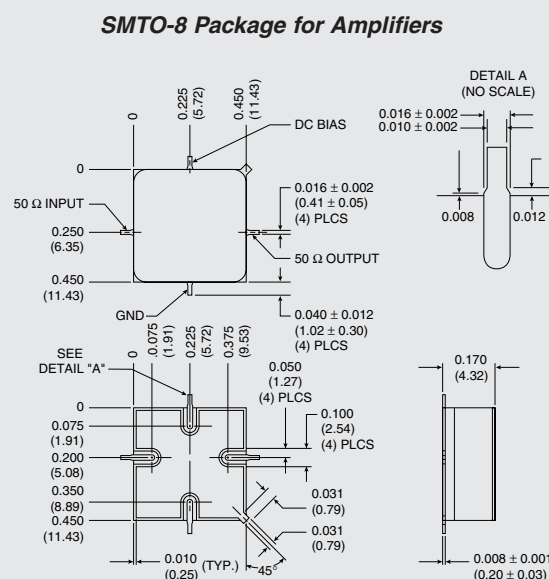 SMTO-8 Package for Amplifiers
0
0.225
(5.72)
0.450
(11.43)
DC BIAS
0
50 Ω INPUT
0.250
(6.35)
0.450
(11.43)
GND
0.016 ± 0.002
(0.41 ± 0.05)
(4) PLCS
50 Ω OUTPUT
0.040 ± 0.012
(1.02 ± 0.30)
(4) PLCS
DETAIL A
(NO SCALE)
0.016 ± 0.002
0.010 ± 0.002
0.008
0.012
SEE
DETAIL "A"
0
0.075
(1.91)
0.225
(5.72)
0.375
(9.53)
0.050
(1.27)
(4) PLCS
0.100
(2.54)
(4) PLCS
0
0.075
(1.91)
0.200
(5.08)
0.350
(8.89)
0.450
(11.43)
0.031
(0.79)
0.031
(0.79)
0.010
(0.25)
(TYP.)
45°
0.170
(4.32)
0.008 ± 0.001
(0.20 ± 0.03)